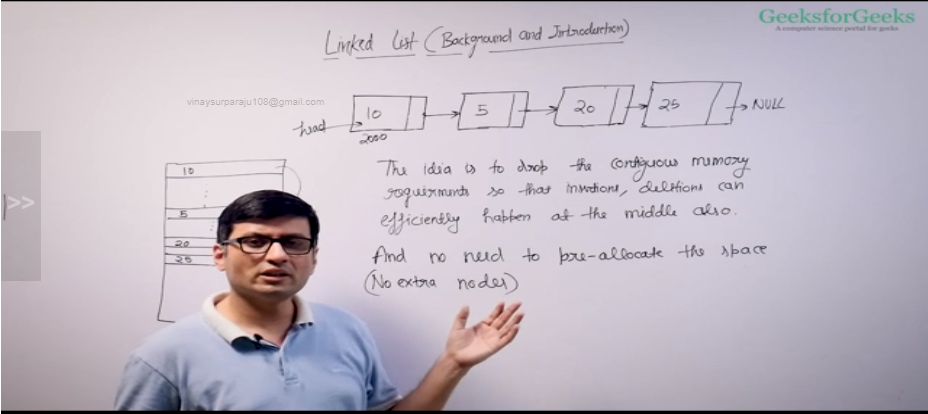 GeeksforGeeks
A computer science portal for geeks
Linked List (Background and Introduction)
vinaysurparaju108@gmail.com
head 10 5 20 25 NULL
2000
10
5
20
25
The idea is to drop the contiguous memory
requirments so that insertions, deletions can
efficiently happen at the middle also.
And no need to pre-allocate the space
(No extra nodes)
>>